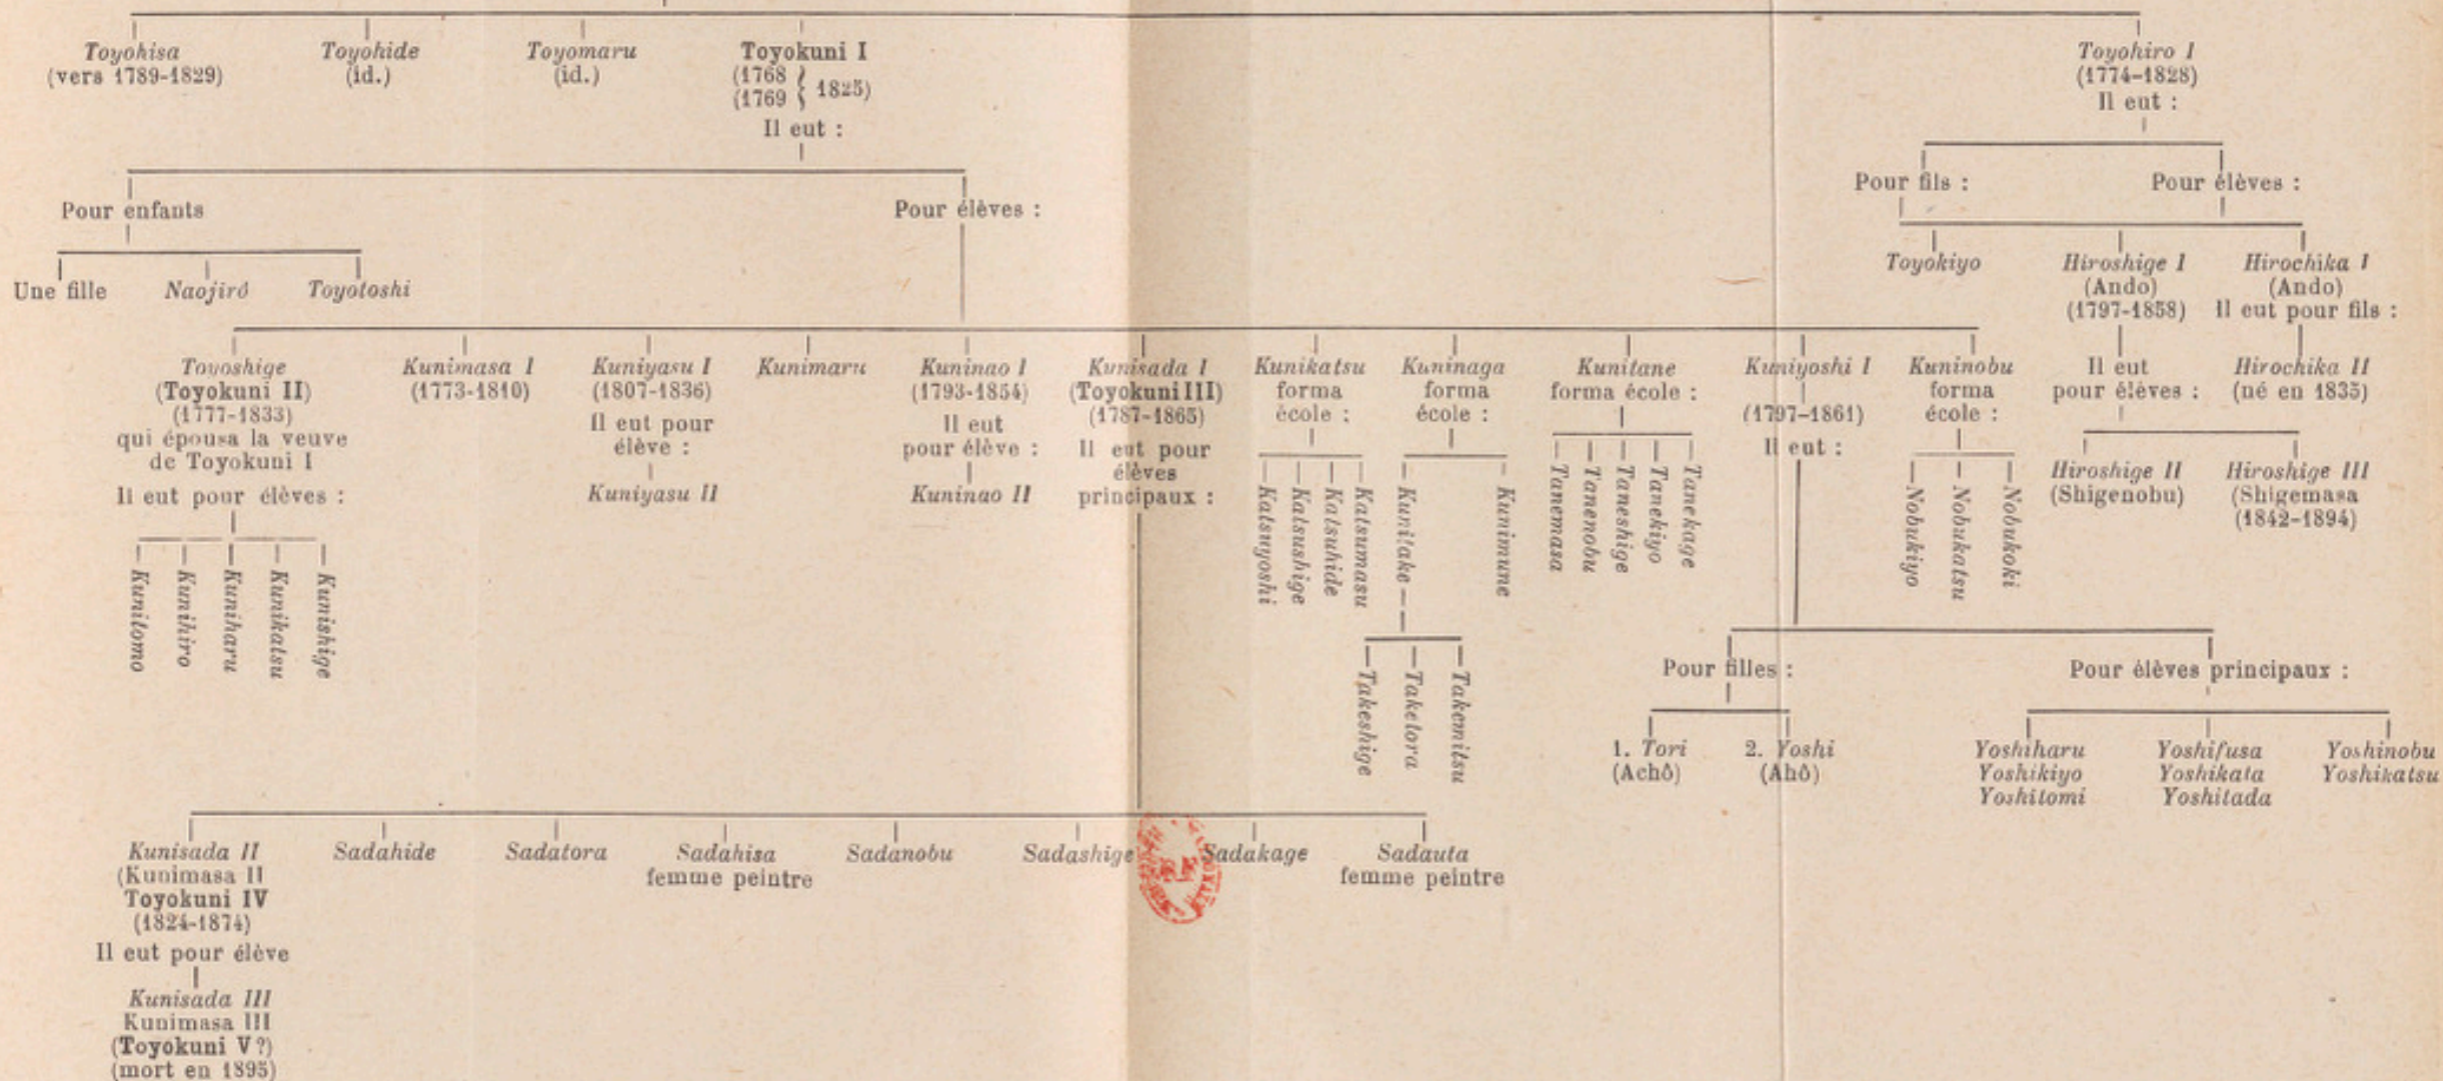 Toyohisa
(vers 1789-1829)
Toyohide
(id.)
Toyomaru
(id.)
Toyokuni I
(1768
(1769 } 1825)
Il eut :
Toyohiro I
(1774-1828)
Il eut :
Pour enfants
Pour élèves :
Une fille
Naojirô
Toyotoshi
Pour fils :
Pour élèves :
Toyokiyo
Hiroshige I
(Ando)
(1797-1858)
Il eut
pour élèves :
Hirochika I
(Ando)
Il eut pour fils :
Hirochika II
(né en 1835)
Hiroshige II
(Shigenobu)
Hiroshige III
(Shigemasa
(1842-1894)
Toyoshige
(Toyokuni II)
(1777-1833)
qui épousa la veuve
de Toyokuni I
Il eut pour élèves :
Kunitomo
Kunihiro
Kuniharu
Kunikatsu
Kunishige
Kunimasa I
(1773-1810)
Kuniyasu I
(1807-1836)
Il eut pour
élève :
Kuniyasu II
Kunimaru
Kuninao I
(1793-1854)
Il eut
pour élève :
Kuninao II
Kunisada I
(Toyokuni III)
(1787-1865)
Il eut pour
élèves
principaux :
Kunikatsu
forma
école :
Katsuyoshi
Katsushige
Katsuhide
Katsumasu
Kuninaga
forma
école :
Kunitake
Kunimune
Takeshige
Taketora
Takemitsu
Kunitane
forma école :
Tanemasa
Tanenobu
Taneshige
Tanekiyo
Tanekage
Kuniyoshi I
(1797-1861)
Il eut :
Kuninobu
forma
école :
Nobukiyo
Nobukatsu
Nobukoki
Pour filles :
1. Tori
(Achô)
2. Yoshi
(Ahô)
Pour élèves principaux :
Yoshiharu
Yoshikiyo
Yoshitomi
Yoshifusa
Yoshikata
Yoshitada
Yoshinobu
Yoshikatsu
Kunisada II
(Kunimasa II
Toyokuni IV
(1824-1874)
Il eut pour élève
Kunisada III
Kunimasa III
(Toyokuni V ?)
(mort en 1895)
Sadahide
Sadatora
Sadahisa
femme peintre
Sadanobu
Sadashige
Sadakage
Sadauta
femme peintre